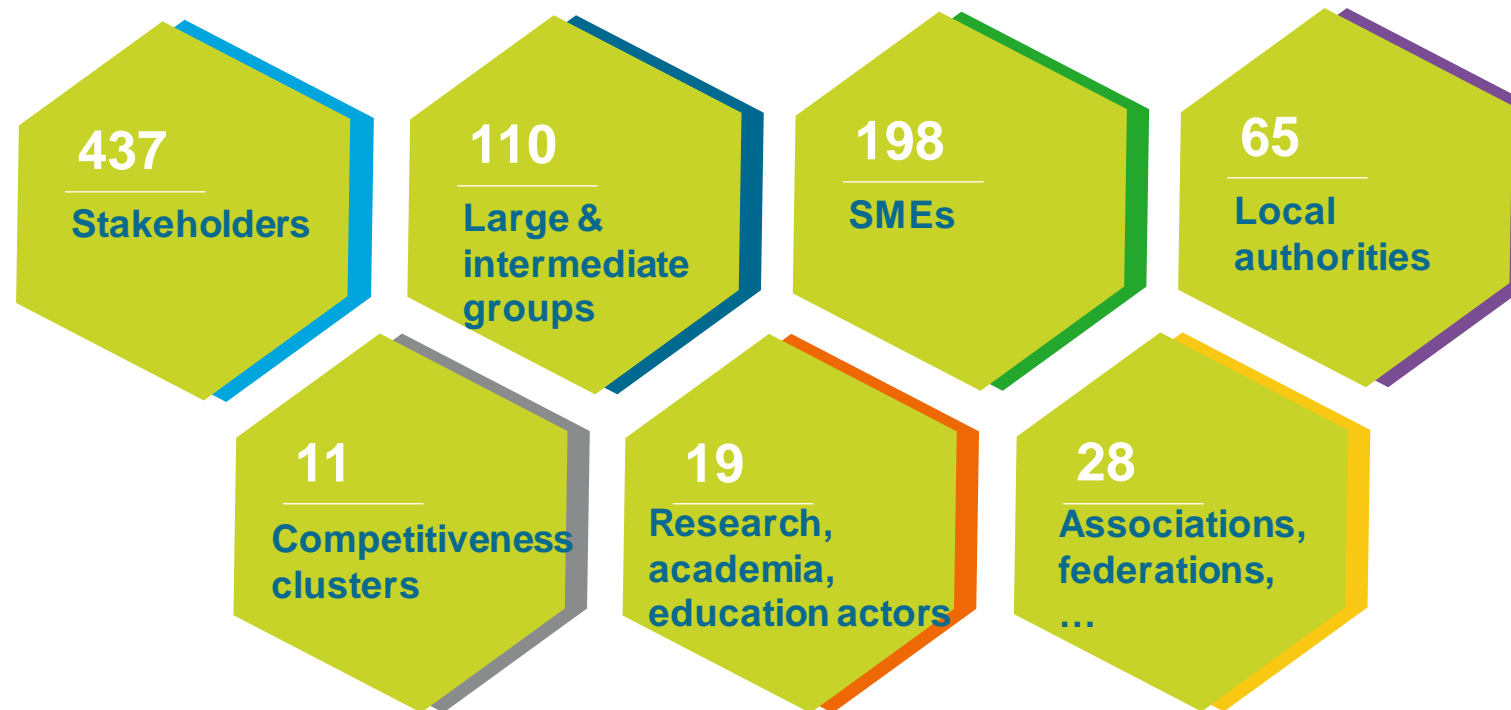 437
Stakeholders
110
Large &
intermediate
groups
198
SMEs
65
Local
authorities
11
Competitiveness
clusters
19
Research,
academia,
education actors
28
Associations,
federations,
…